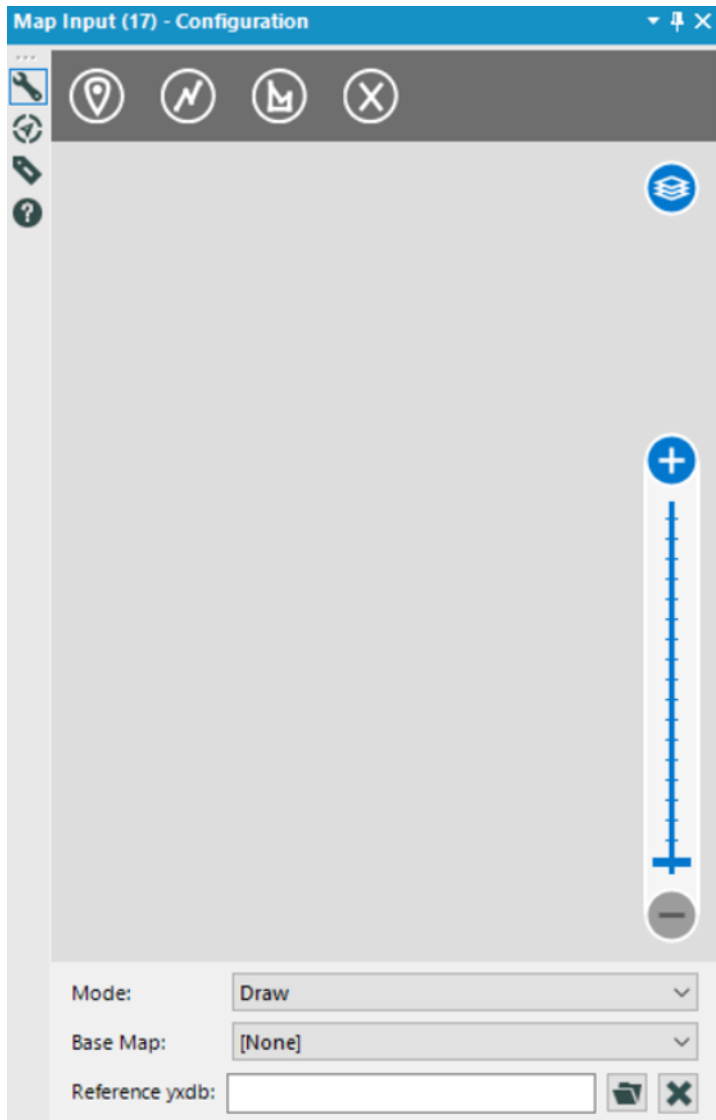 Map Input (17) - Configuration
Mode: Draw
Base Map: [None]
Reference yxdb: